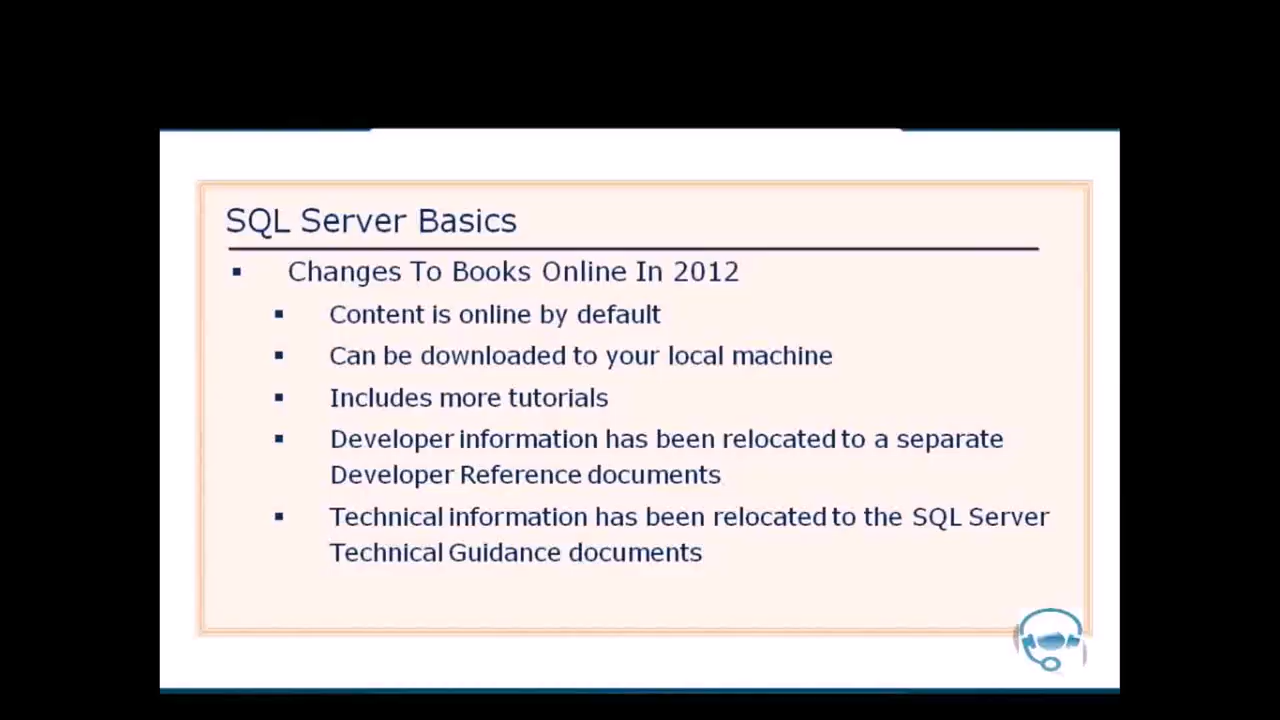 SQL Server Basics
▪ Changes To Books Online In 2012
▪ Content is online by default
▪ Can be downloaded to your local machine
▪ Includes more tutorials
▪ Developer information has been relocated to a separate
Developer Reference documents
▪ Technical information has been relocated to the SQL Server
Technical Guidance documents